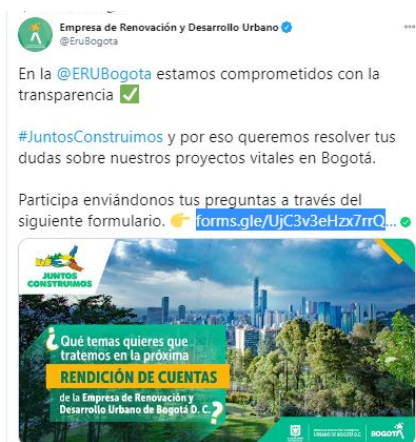 Empresa de Renovación y Desarrollo Urbano
@EruBogota
En la @ERUBogota estamos comprometidos con la
transparencia
#JuntosConstruimos y por eso queremos resolver tus
dudas sobre nuestros proyectos vitales en Bogotá.
Participa enviándonos tus preguntas a través del
siguiente formulario. forms.gle/UjC3v3eHzx7rrQ...
JUNTOS
CONSTRUIMOS
¿Qué temas quieres que
tratemos en la próxima
RENDICIÓN DE CUENTAS
de la Empresa de Renovación y
Desarrollo Urbano de Bogotá D. C.?
BOGOTÁ